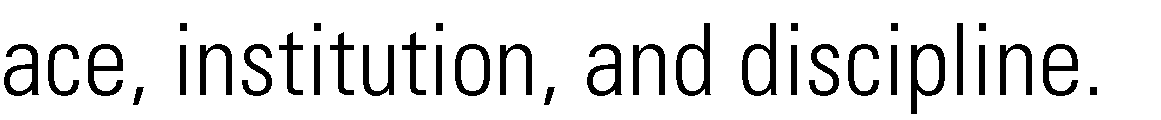 ace, institution, and discipline.